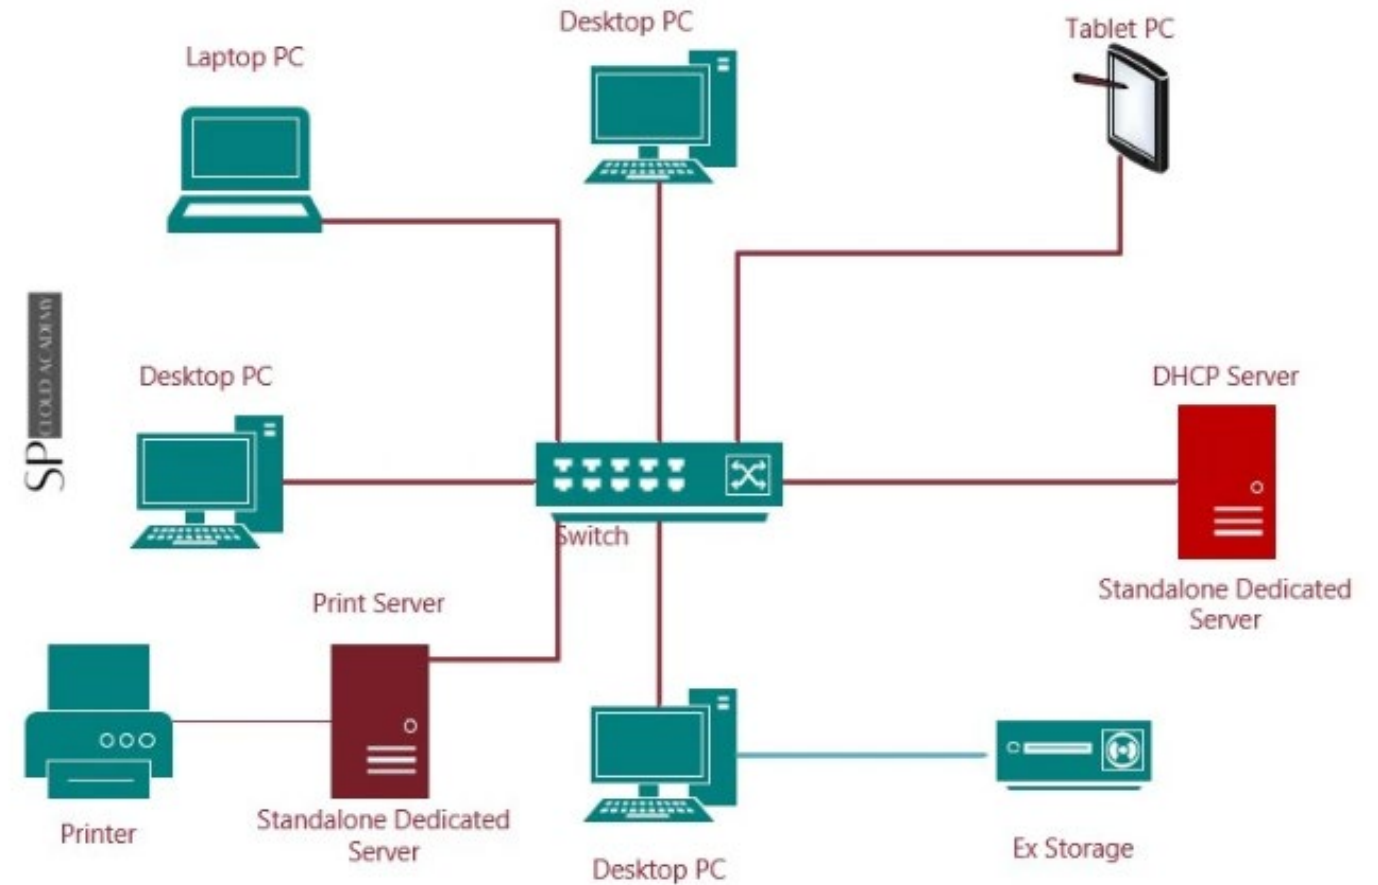 Desktop PC
Tablet PC
Laptop PC
SP CLOUD ACADEMY
Desktop PC
DHCP Server
Switch
Standalone Dedicated
Server
Print Server
Printer
Standalone Dedicated
Server
Desktop PC
Ex Storage